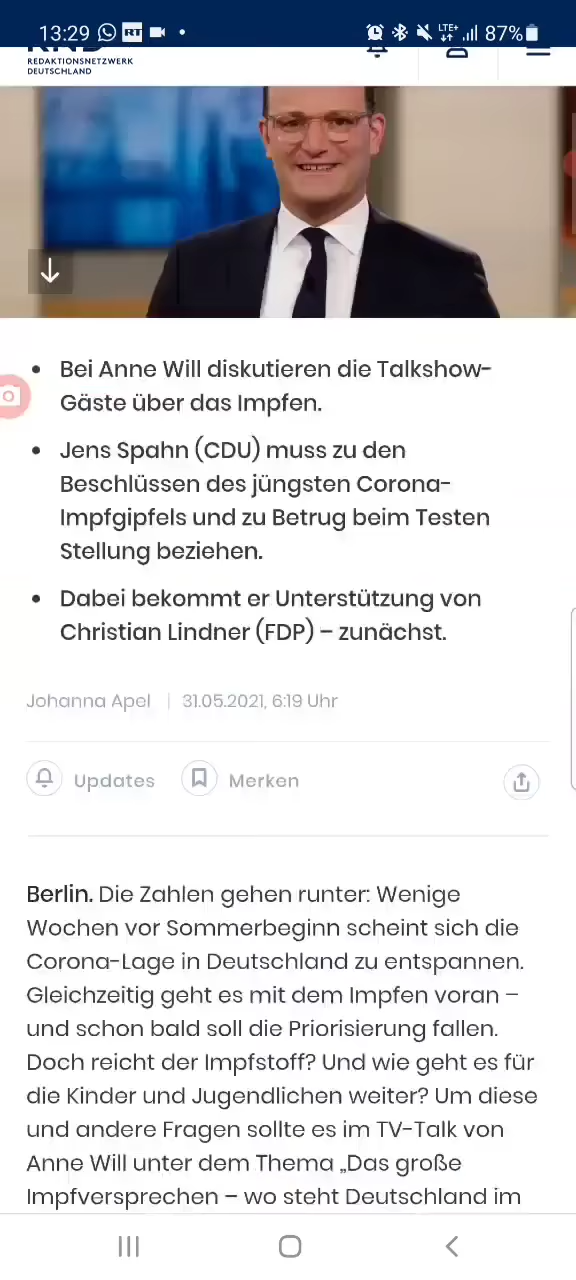 13:29 RT LTE+ 87%
RND
REDAKTIONSNETZWERK
DEUTSCHLAND
Bei Anne Will diskutieren die Talkshow-
Gäste über das Impfen.
Jens Spahn (CDU) muss zu den
Beschlüssen des jüngsten Corona-
Impfgipfels und zu Betrug beim Testen
Stellung beziehen.
Dabei bekommt er Unterstützung von
Christian Lindner (FDP) – zunächst.
Johanna Apel | 31.05.2021, 6:19 Uhr
Updates Merken
Berlin. Die Zahlen gehen runter: Wenige
Wochen vor Sommerbeginn scheint sich die
Corona-Lage in Deutschland zu entspannen.
Gleichzeitig geht es mit dem Impfen voran –
und schon bald soll die Priorisierung fallen.
Doch reicht der Impfstoff? Und wie geht es für
die Kinder und Jugendlichen weiter? Um diese
und andere Fragen sollte es im TV-Talk von
Anne Will unter dem Thema „Das große
Impfversprechen – wo steht Deutschland im